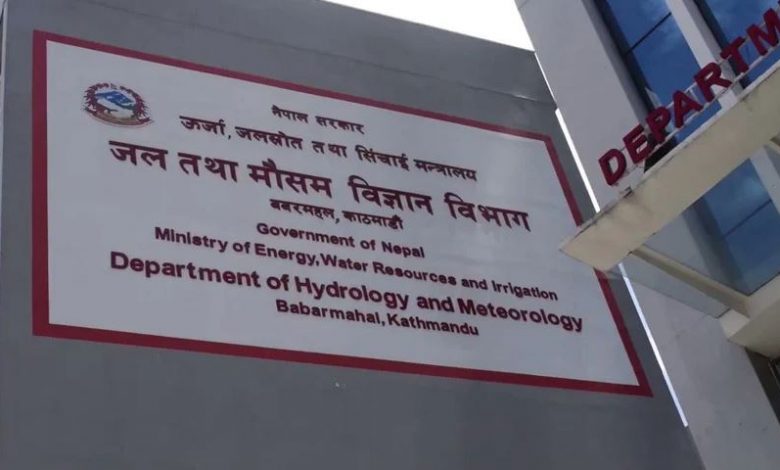 नेपाल सरकार
ऊर्जा, जलस्रोत तथा सिंचाई मन्त्रालय
जल तथा मौसम विज्ञान विभाग
बबरमहल, काठमाडौं
Government of Nepal
Ministry of Energy, Water Resources and Irrigation
Department of Hydrology and Meteorology
Babarmahal, Kathmandu
DEPARTM